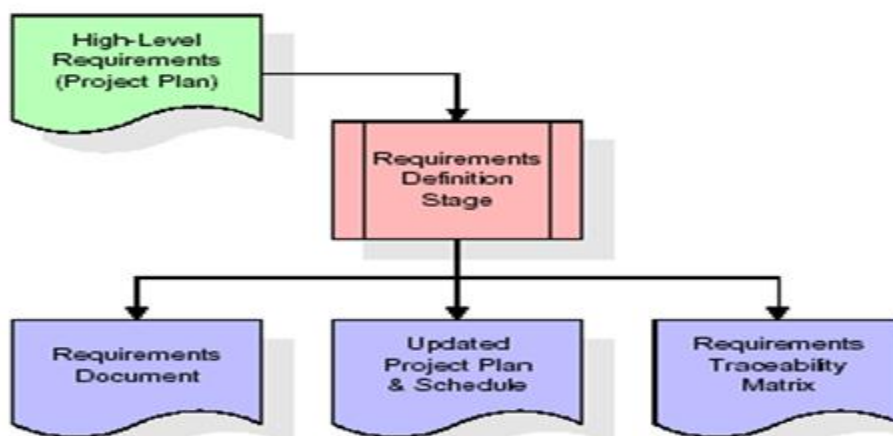 High-Level
Requirements
(Project Plan)
Requirements
Definition
Stage
Requirements
Document
Updated
Project Plan
& Schedule
Requirements
Traceability
Matrix